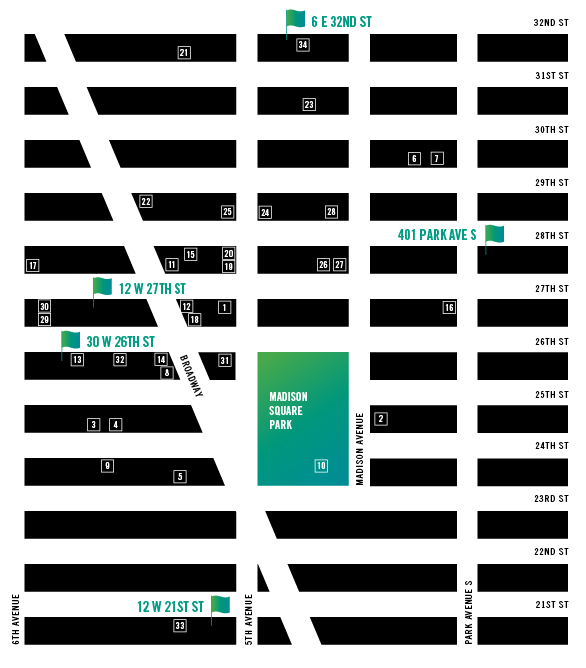 6 E 32ND ST
32ND ST
34
21
31ST ST
23
30TH ST
6
7
29TH ST
22
25
24
28
401 PARK AVE S
28TH ST
15
20
17
11
19
26
27
12 W 27TH ST
27TH ST
30
12
1
16
29
18
30 W 26TH ST
26TH ST
13
32
14
31
8
BROADWAY
MADISON
SQUARE
PARK
25TH ST
MADISON AVENUE
2
3
4
24TH ST
9
10
5
23RD ST
22ND ST
12 W 21ST ST
21ST ST
6TH AVENUE
5TH AVENUE
PARK AVENUE S
33